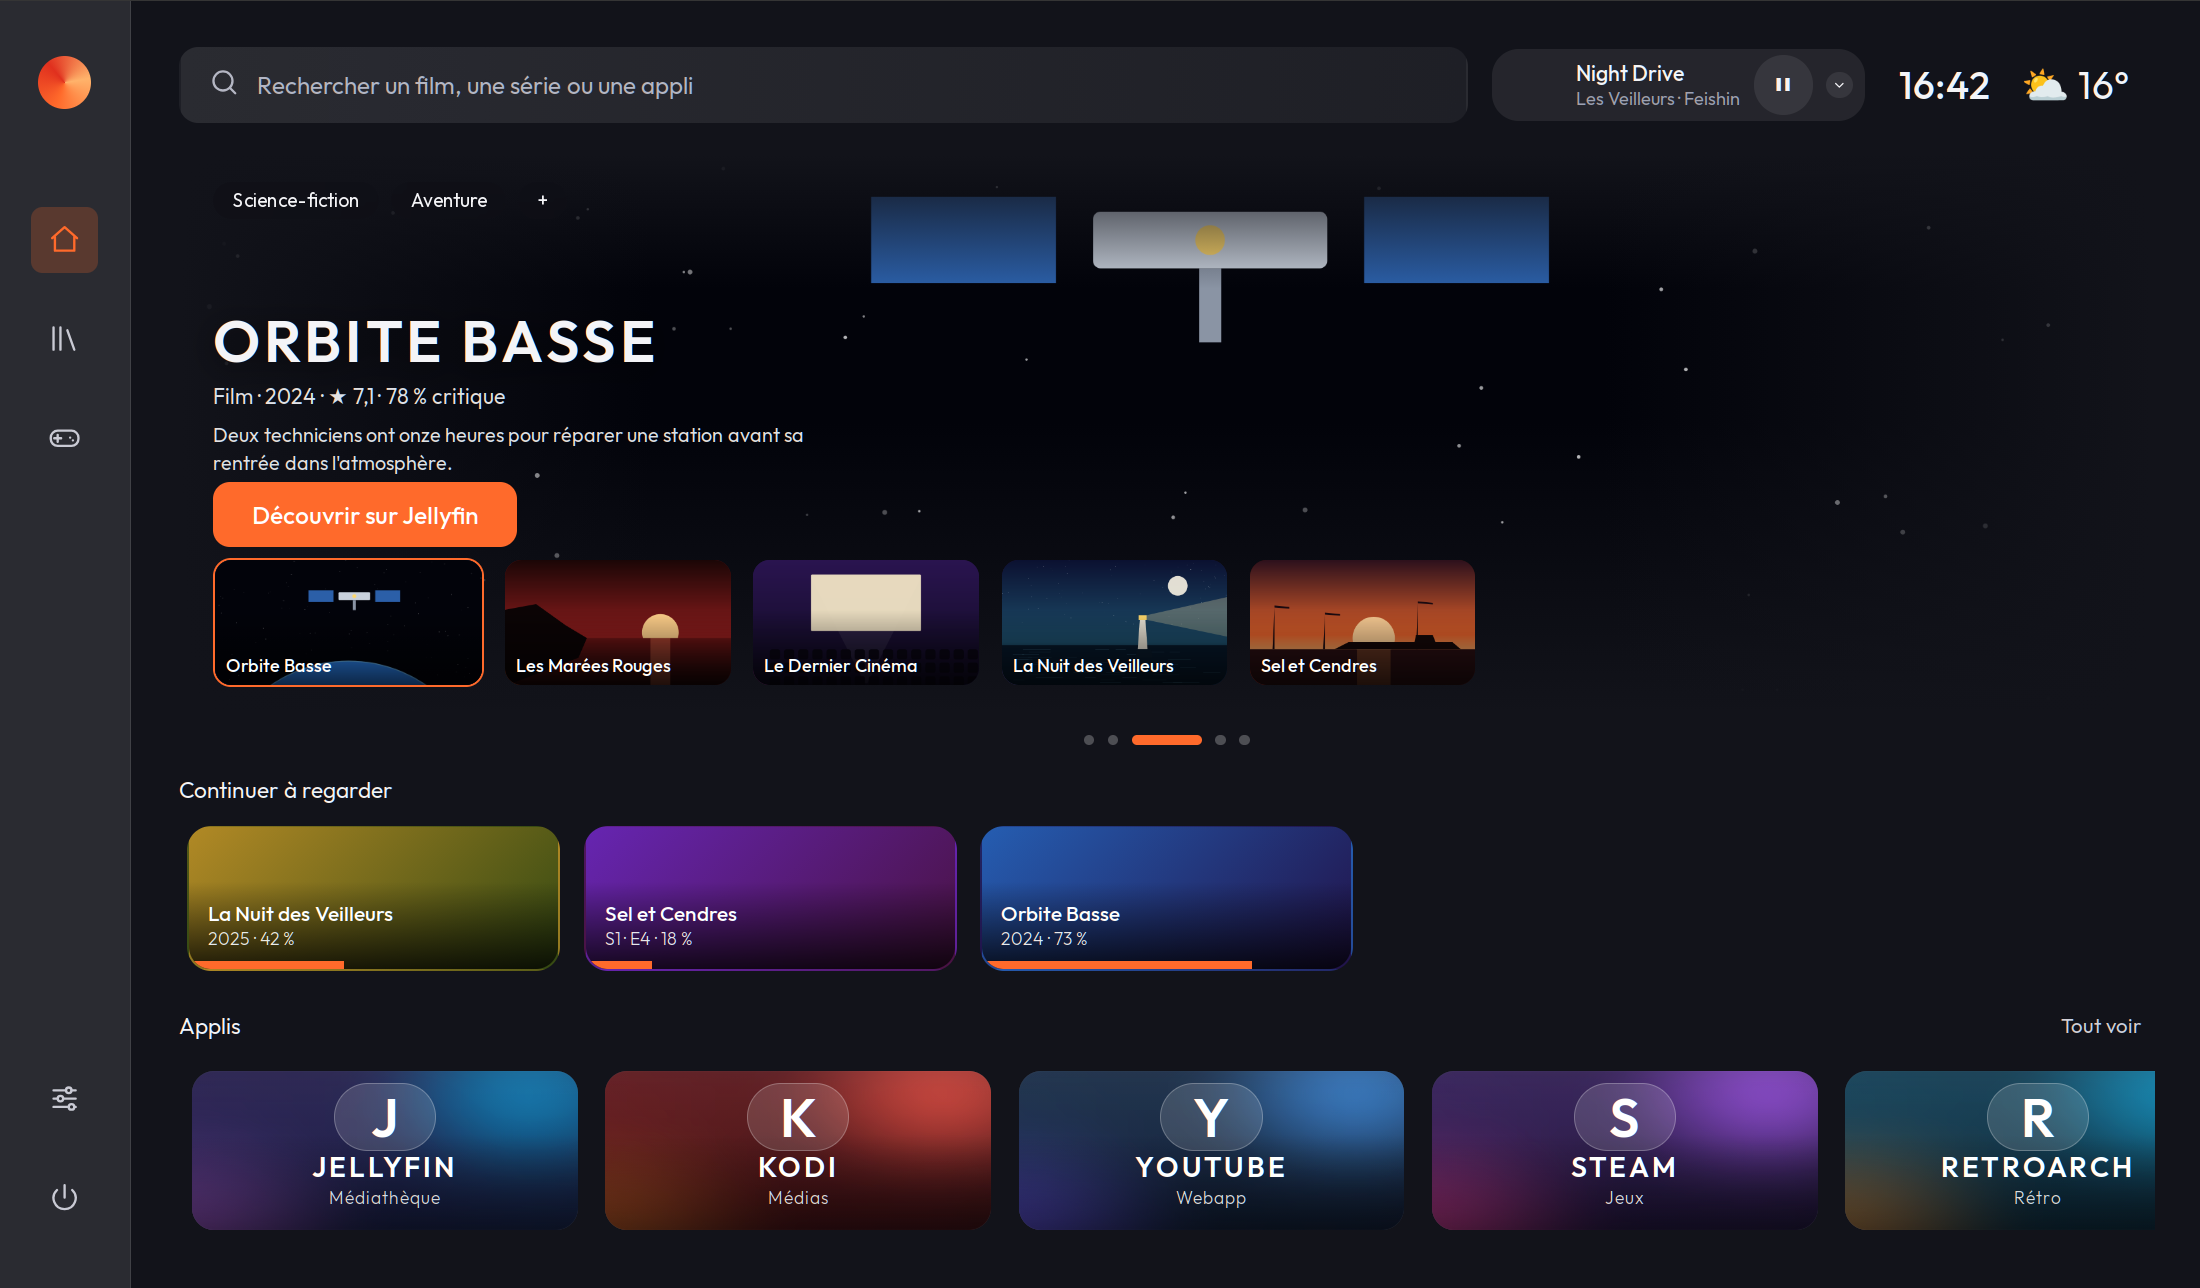 Rechercher un film, une série ou une appli
Night Drive
Les Veilleurs · Feishin
16:42
16°
Science-fiction
Aventure
+
ORBITE BASSE
Film · 2024 · ★ 7,1 · 78 % critique
Deux techniciens ont onze heures pour réparer une station avant sa
rentrée dans l'atmosphère.
Découvrir sur Jellyfin
Orbite Basse
Les Marées Rouges
Le Dernier Cinéma
La Nuit des Veilleurs
Sel et Cendres
Continuer à regarder
La Nuit des Veilleurs
2025 · 42 %
Sel et Cendres
S1 · E4 · 18 %
Orbite Basse
2024 · 73 %
Applis
Tout voir
J
JELLYFIN
Médiathèque
K
KODI
Médias
Y
YOUTUBE
Webapp
S
STEAM
Jeux
R
RETROARCH
Rétro